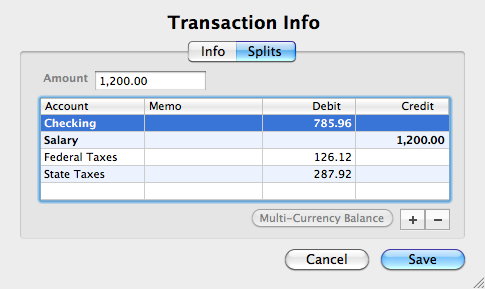 Transaction Info
Info Splits
Amount 1,200.00
Account Memo Debit Credit
Checking 785.96
Salary 1,200.00
Federal Taxes 126.12
State Taxes 287.92
Multi-Currency Balance + −
Cancel Save